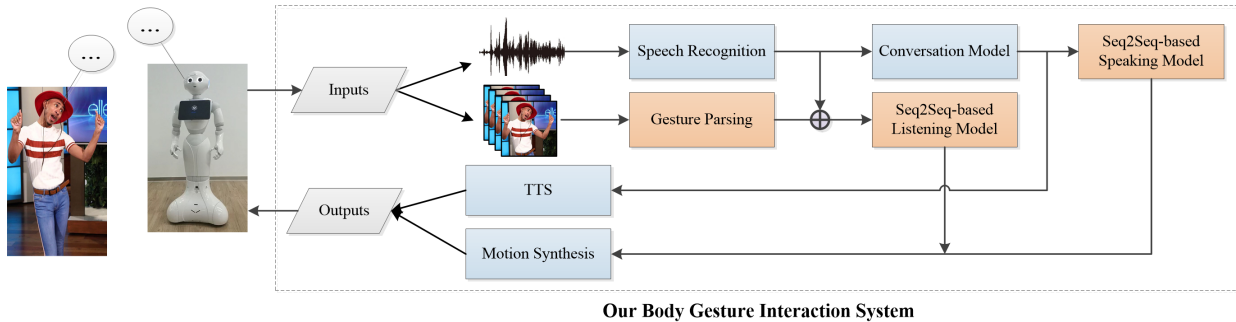 ...
...
Inputs
Speech Recognition
Conversation Model
Seq2Seq-based
Speaking Model
Gesture Parsing
Seq2Seq-based
Listening Model
Outputs
TTS
Motion Synthesis
Our Body Gesture Interaction System